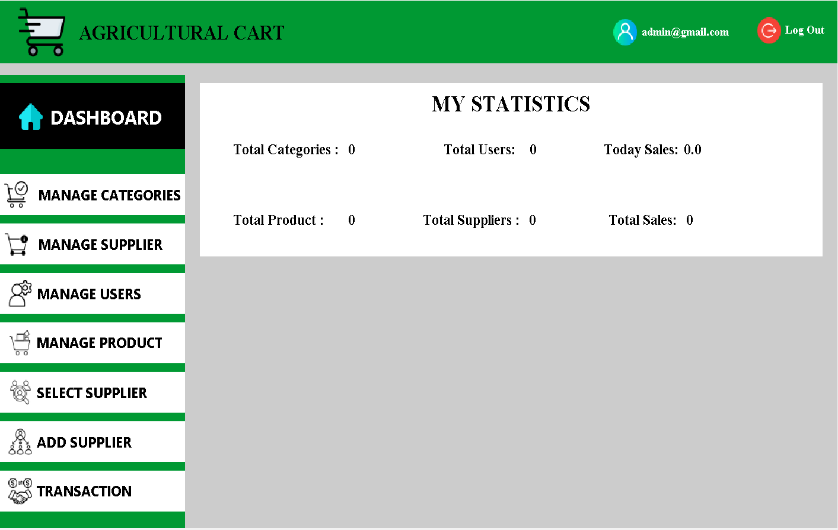 AGRICULTURAL CART
admin@gmail.com
Log Out
DASHBOARD
MANAGE CATEGORIES
MANAGE SUPPLIER
MANAGE USERS
MANAGE PRODUCT
SELECT SUPPLIER
ADD SUPPLIER
TRANSACTION
MY STATISTICS
Total Categories : 0
Total Users: 0
Today Sales: 0.0
Total Product : 0
Total Suppliers : 0
Total Sales: 0